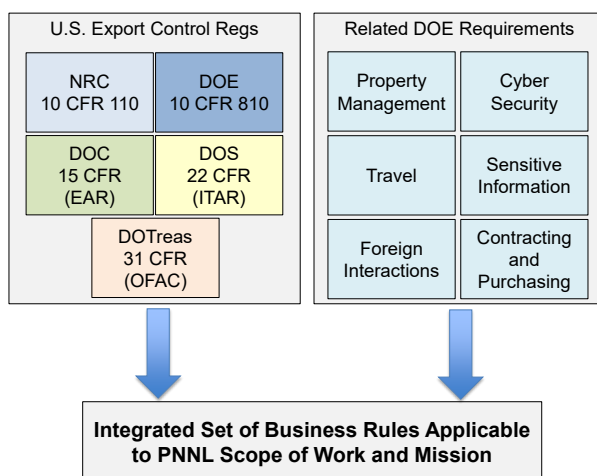 U.S. Export Control Regs
NRC
10 CFR 110
DOE
10 CFR 810
DOC
15 CFR
(EAR)
DOS
22 CFR
(ITAR)
DOTreas
31 CFR
(OFAC)
Related DOE Requirements
Property
Management
Cyber
Security
Travel
Sensitive
Information
Foreign
Interactions
Contracting
and
Purchasing
Integrated Set of Business Rules Applicable
to PNNL Scope of Work and Mission